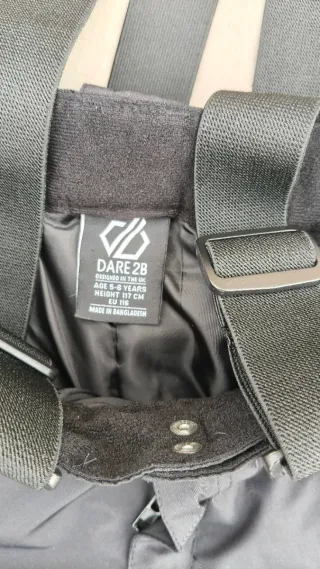 DARE 2B
DESIGNED IN THE UK
AGE 5-6 YEARS
HEIGHT 117 CM
EU 116
MADE IN BANGLADESH